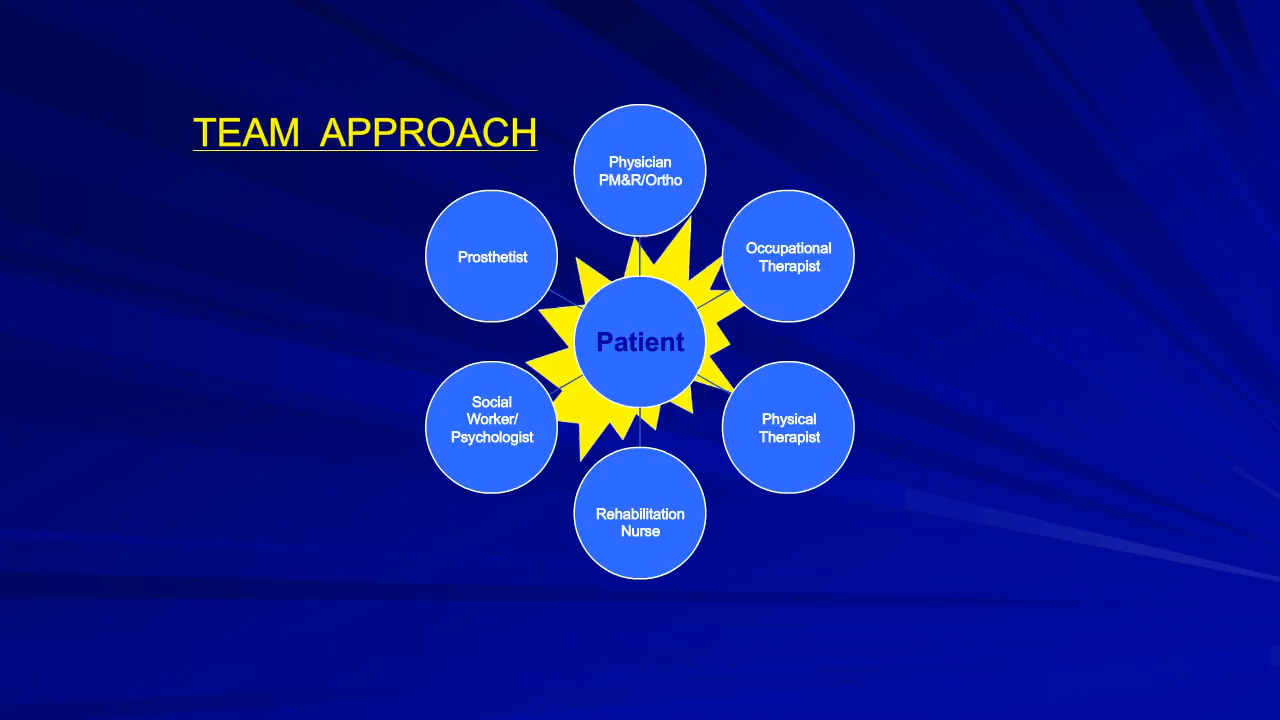 TEAM APPROACH
Physician
PM&R/Ortho
Occupational
Therapist
Physical
Therapist
Rehabilitation
Nurse
Social
Worker/
Psychologist
Prosthetist
Patient